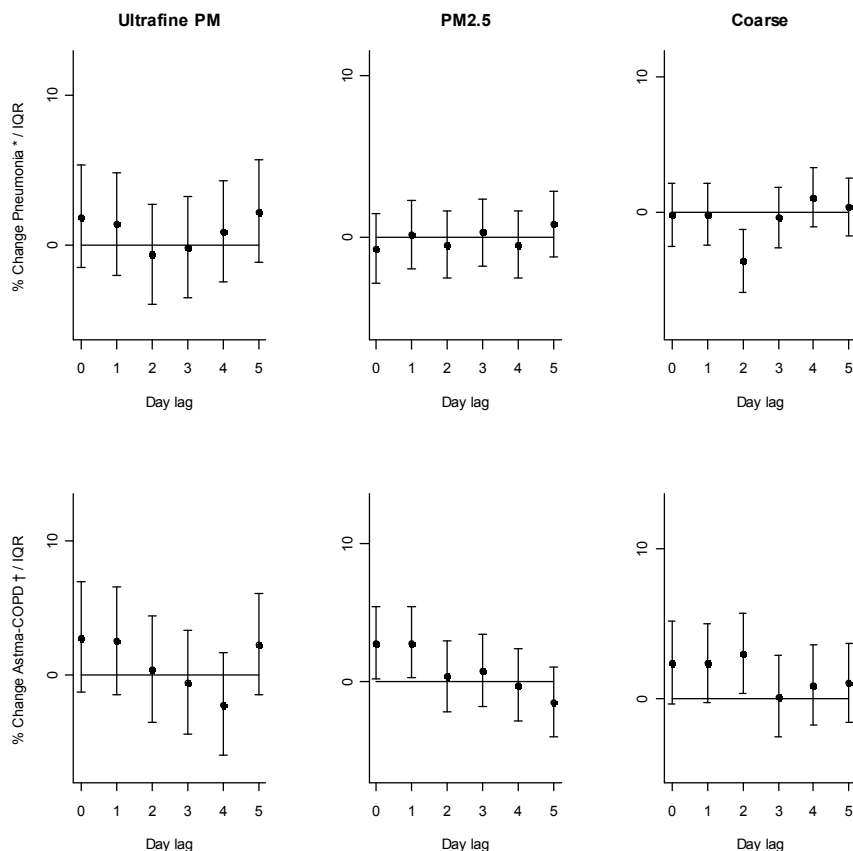 Ultrafine PM PM2.5 Coarse
% Change Pneumonia * / IQR
10 10 10
0 0 0
0 1 2 3 4 5 0 1 2 3 4 5 0 1 2 3 4 5
Day lag Day lag Day lag
% Change Astma-COPD † / IQR
10 10 10
0 0 0
0 1 2 3 4 5 0 1 2 3 4 5 0 1 2 3 4 5
Day lag Day lag Day lag